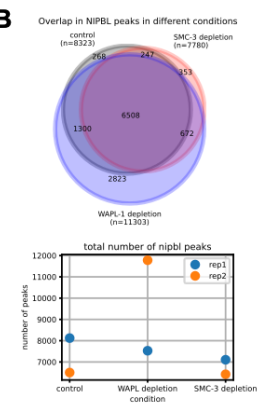 B
Overlap in NIPBL peaks in different conditions
control
(n=8323)
SMC-3 depletion
(n=7780)
268
247
353
6508
1300
672
2823
WAPL-1 depletion
(n=11303)
total number of nipbl peaks
12000
11000
10000
9000
8000
7000
number of peaks
rep1
rep2
control
WAPL depletion
SMC-3 depletion
condition